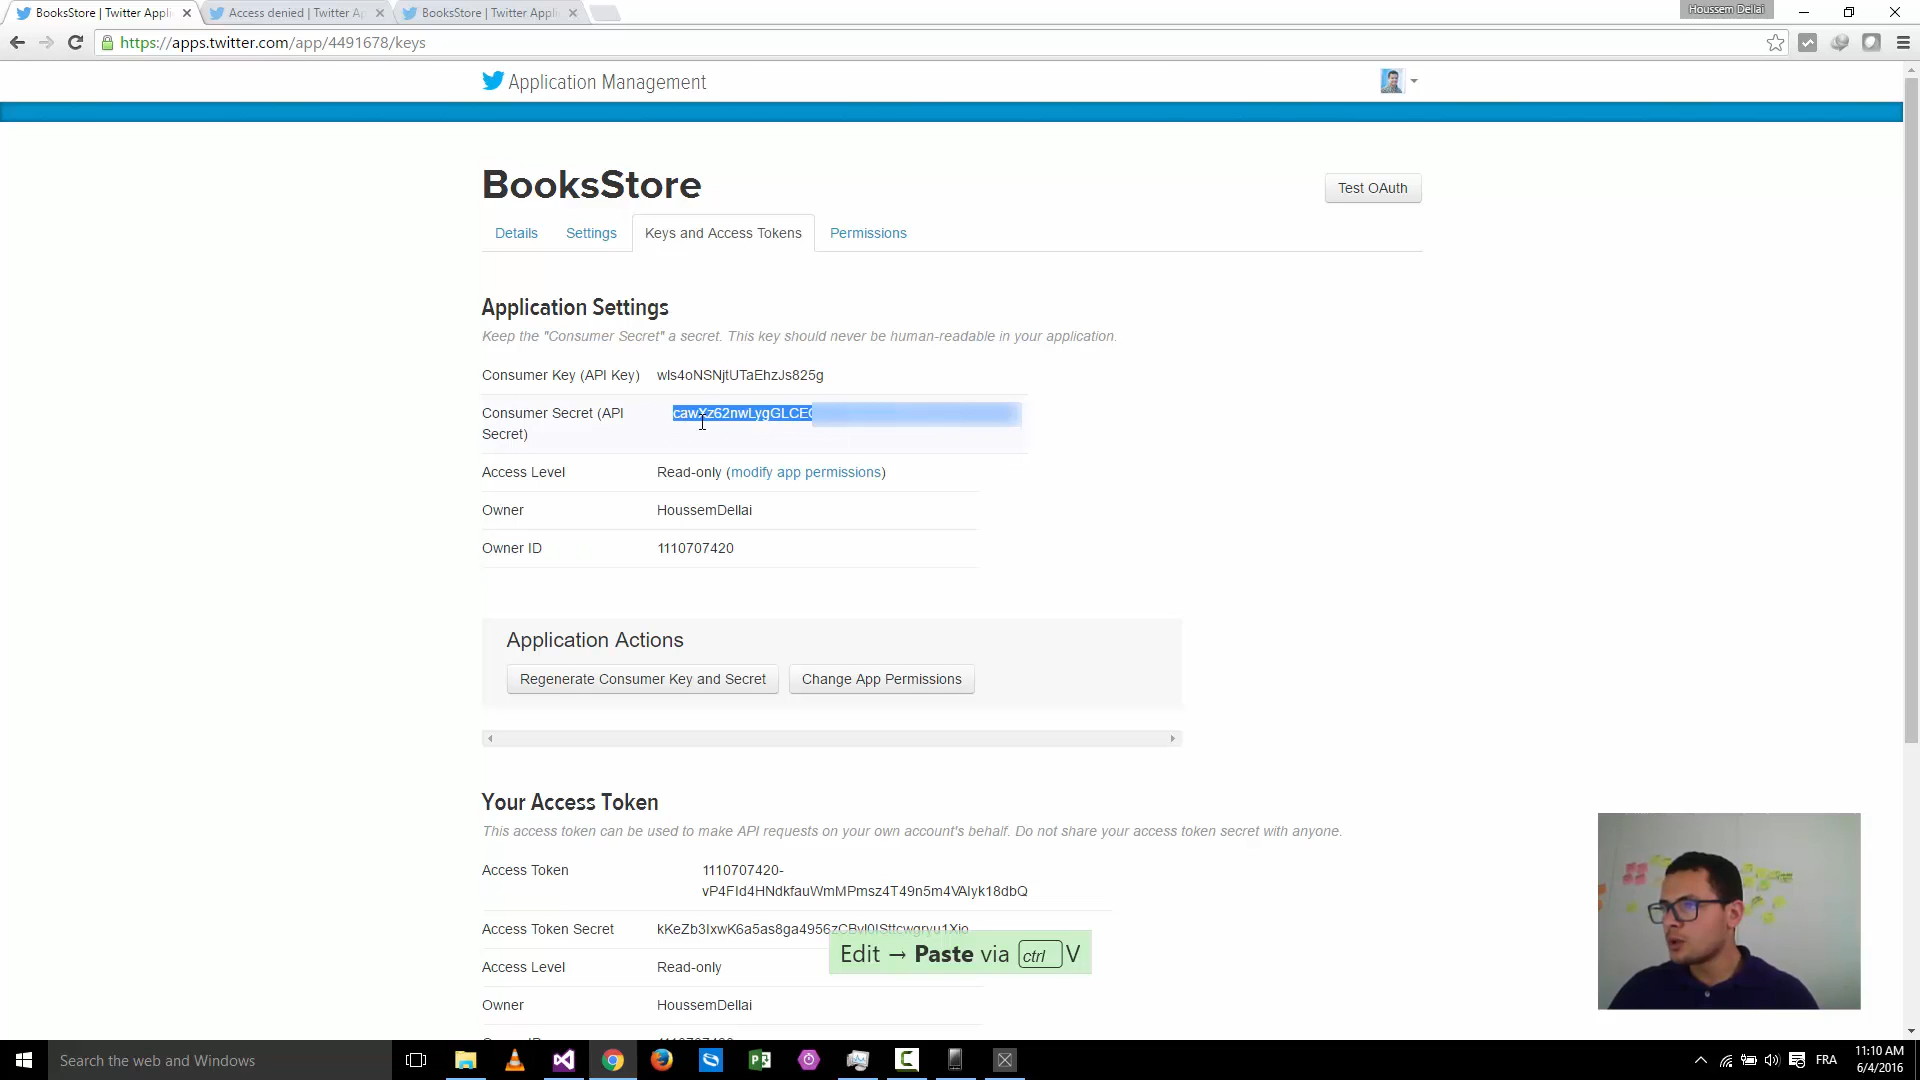 BooksStore | Twitter Appli
Access denied | Twitter Ap
BooksStore | Twitter Appli
Houssem Dellai
https://apps.twitter.com/app/4491678/keys
Application Management
BooksStore
Test OAuth
Details
Settings
Keys and Access Tokens
Permissions
Application Settings
Keep the "Consumer Secret" a secret. This key should never be human-readable in your application.
Consumer Key (API Key) wls4oNSNjtUTaEhzJs825g
Consumer Secret (API
Secret)
Access Level Read-only (modify app permissions)
Owner HoussemDellai
Owner ID 1110707420
Application Actions
Regenerate Consumer Key and Secret
Change App Permissions
Your Access Token
This access token can be used to make API requests on your own account's behalf. Do not share your access token secret with anyone.
Access Token 1110707420-
vP4FId4HNdkfauWmMPmsz4T49n5m4VAIyk18dbQ
Access Token Secret
Edit → Paste via ctrl V
Access Level Read-only
Owner HoussemDellai
Search the web and Windows
FRA
11:10 AM
6/4/2016